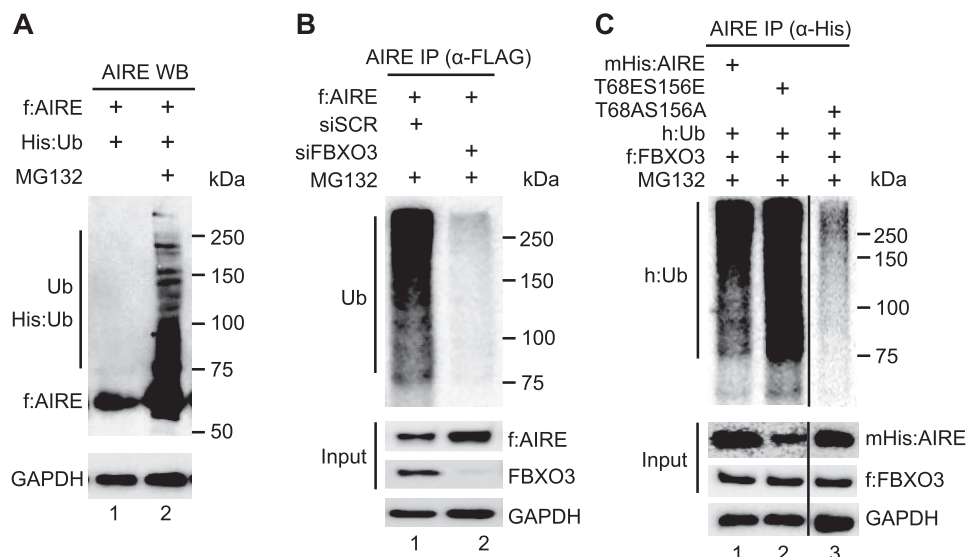 A
AIRE WB
f:AIRE + +
His:Ub + +
MG132 + kDa
250
Ub 150
His:Ub 100
75
f:AIRE
50
GAPDH
1 2
B
AIRE IP (α-FLAG)
f:AIRE + +
siSCR +
siFBXO3 +
MG132 + + kDa
250
Ub 150
100
75
Input f:AIRE
FBXO3
GAPDH
1 2
C
AIRE IP (α-His)
mHis:AIRE +
T68ES156E +
T68AS156A +
h:Ub + + +
f:FBXO3 + + +
MG132 + + + kDa
250
150
h:Ub
100
75
Input mHis:AIRE
f:FBXO3
GAPDH
1 2 3